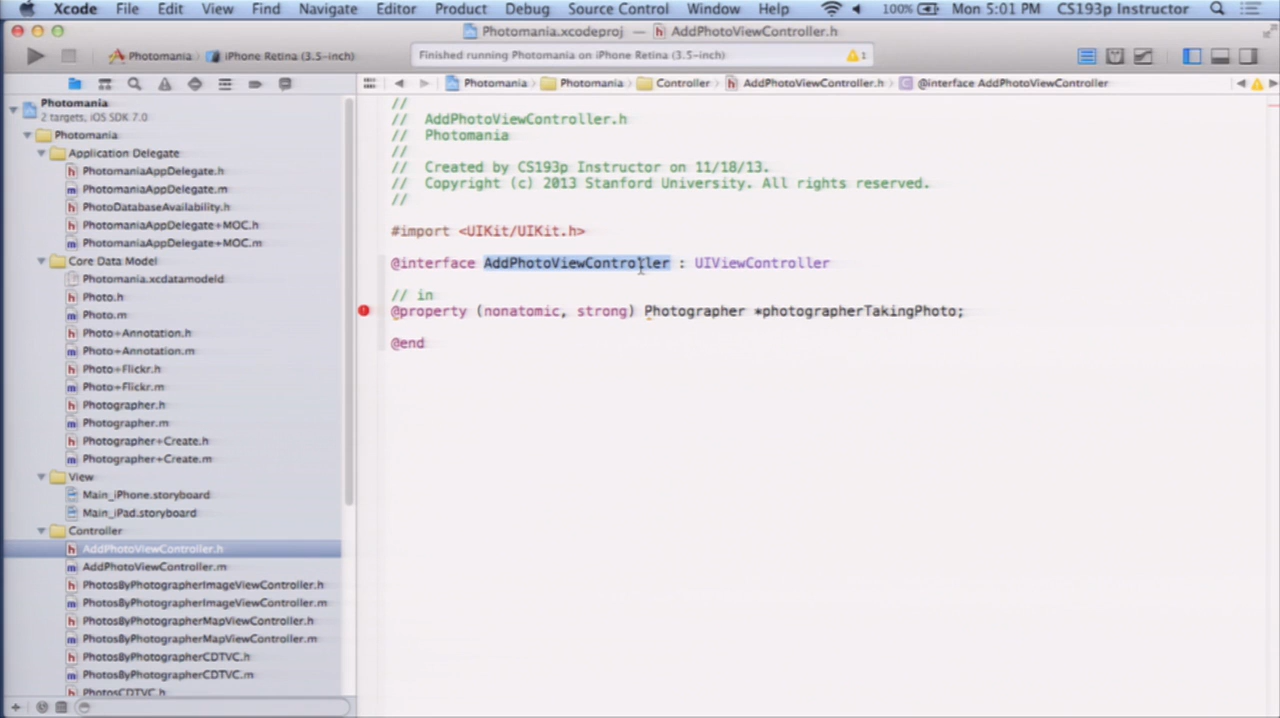 Xcode File Edit View Find Navigate Editor Product Debug Source Control Window Help 100% Mon 5:01 PM CS193p Instructor
Photomania.xcodeproj — AddPhotoViewController.h
Photomania iPhone Retina (3.5-inch) Finished running Photomania on iPhone Retina (3.5-inch) 1
Photomania Photomania Controller AddPhotoViewController.h @interface AddPhotoViewController
Photomania
2 targets, iOS SDK 7.0
Photomania
Application Delegate
PhotomaniaAppDelegate.h
PhotomaniaAppDelegate.m
PhotoDatabaseAvailability.h
PhotomaniaAppDelegate+MOC.h
PhotomaniaAppDelegate+MOC.m
Core Data Model
Photomania.xcdatamodeld
Photo.h
Photo.m
Photo+Annotation.h
Photo+Annotation.m
Photo+Flickr.h
Photo+Flickr.m
Photographer.h
Photographer.m
Photographer+Create.h
Photographer+Create.m
View
Main_iPhone.storyboard
Main_iPad.storyboard
Controller
AddPhotoViewController.h
AddPhotoViewController.m
PhotosByPhotographerImageViewController.h
PhotosByPhotographerImageViewController.m
PhotosByPhotographerMapViewController.h
PhotosByPhotographerMapViewController.m
PhotosByPhotographerCDTVC.h
PhotosByPhotographerCDTVC.m
PhotosCDTVC.h
//
// AddPhotoViewController.h
// Photomania
//
// Created by CS193p Instructor on 11/18/13.
// Copyright (c) 2013 Stanford University. All rights reserved.
//
#import <UIKit/UIKit.h>
@interface AddPhotoViewController : UIViewController
// in
@property (nonatomic, strong) Photographer *photographerTakingPhoto;
@end